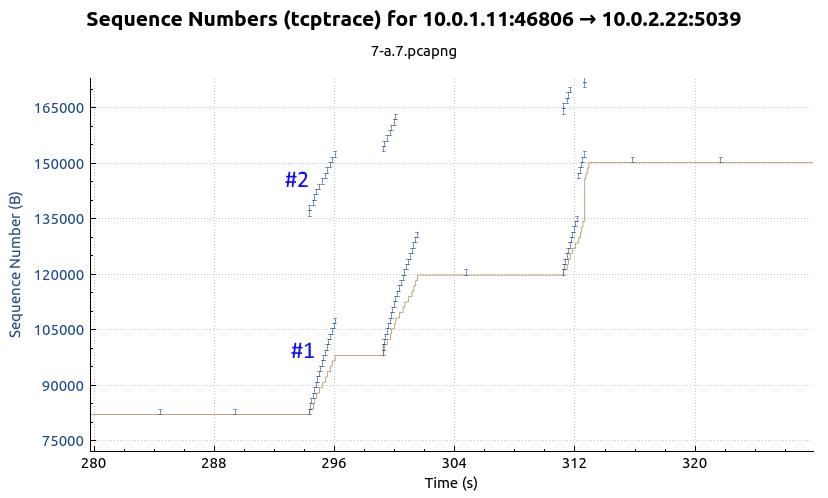 Sequence Numbers (tcptrace) for 10.0.1.11:46806 → 10.0.2.22:5039
7-a.7.pcapng
Sequence Number (B)
165000
150000
135000
120000
105000
90000
75000
#2
#1
280 288 296 304 312 320
Time (s)